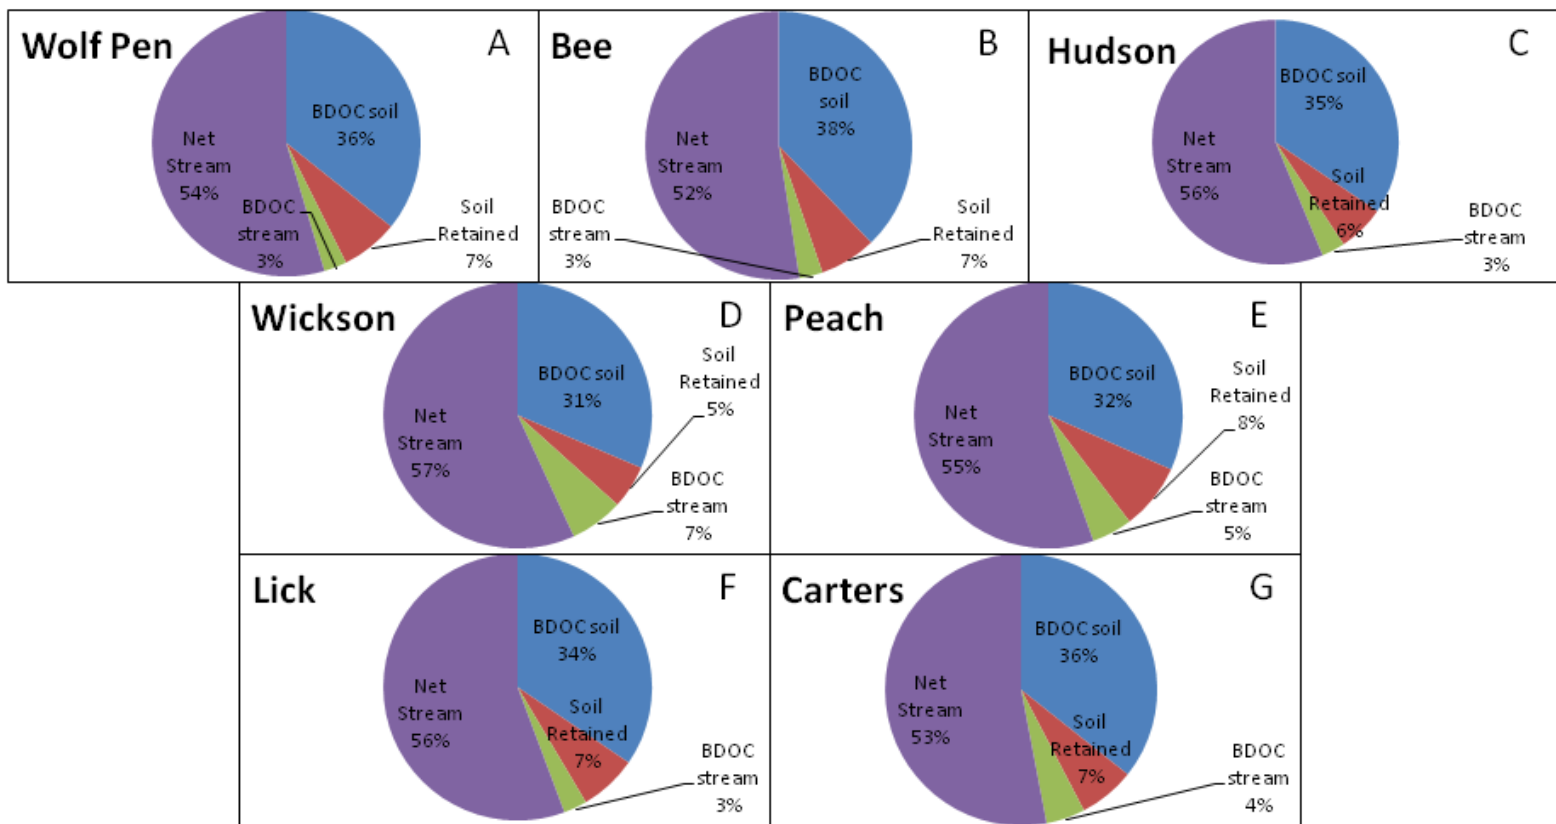 Wolf Pen
A
BDOC soil
36%
Net
Stream
54%
BDOC
stream
3%
Soil
Retained
7%
Bee
B
BDOC
soil
38%
Net
Stream
52%
BDOC
stream
3%
Soil
Retained
7%
Hudson
C
BDOC soil
35%
Net
Stream
56%
Soil
Retained
6%
BDOC
stream
3%
Wickson
D
BDOC soil
31%
Soil
Retained
5%
Net
Stream
57%
BDOC
stream
7%
Peach
E
BDOC soil
32%
Soil
Retained
8%
Net
Stream
55%
BDOC
stream
5%
Lick
F
BDOC soil
34%
Net
Stream
56%
Soil
Retained
7%
BDOC
stream
3%
Carters
G
BDOC soil
36%
Net
Stream
53%
Soil
Retained
7%
BDOC
stream
4%